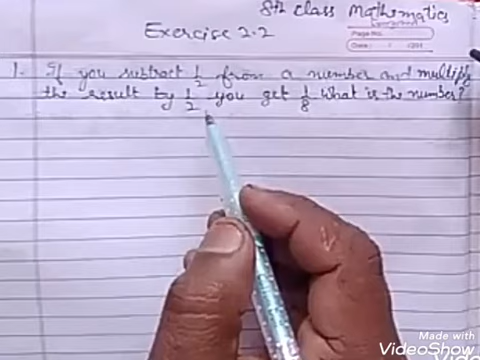 8th class Mathematics
Exercise 2.2
Page No.
Date: / /201
1. If you subtract 1/2 from a number and multiply
the result by 1/2 you get 1/8 what is the number?
Made with
VideoShow